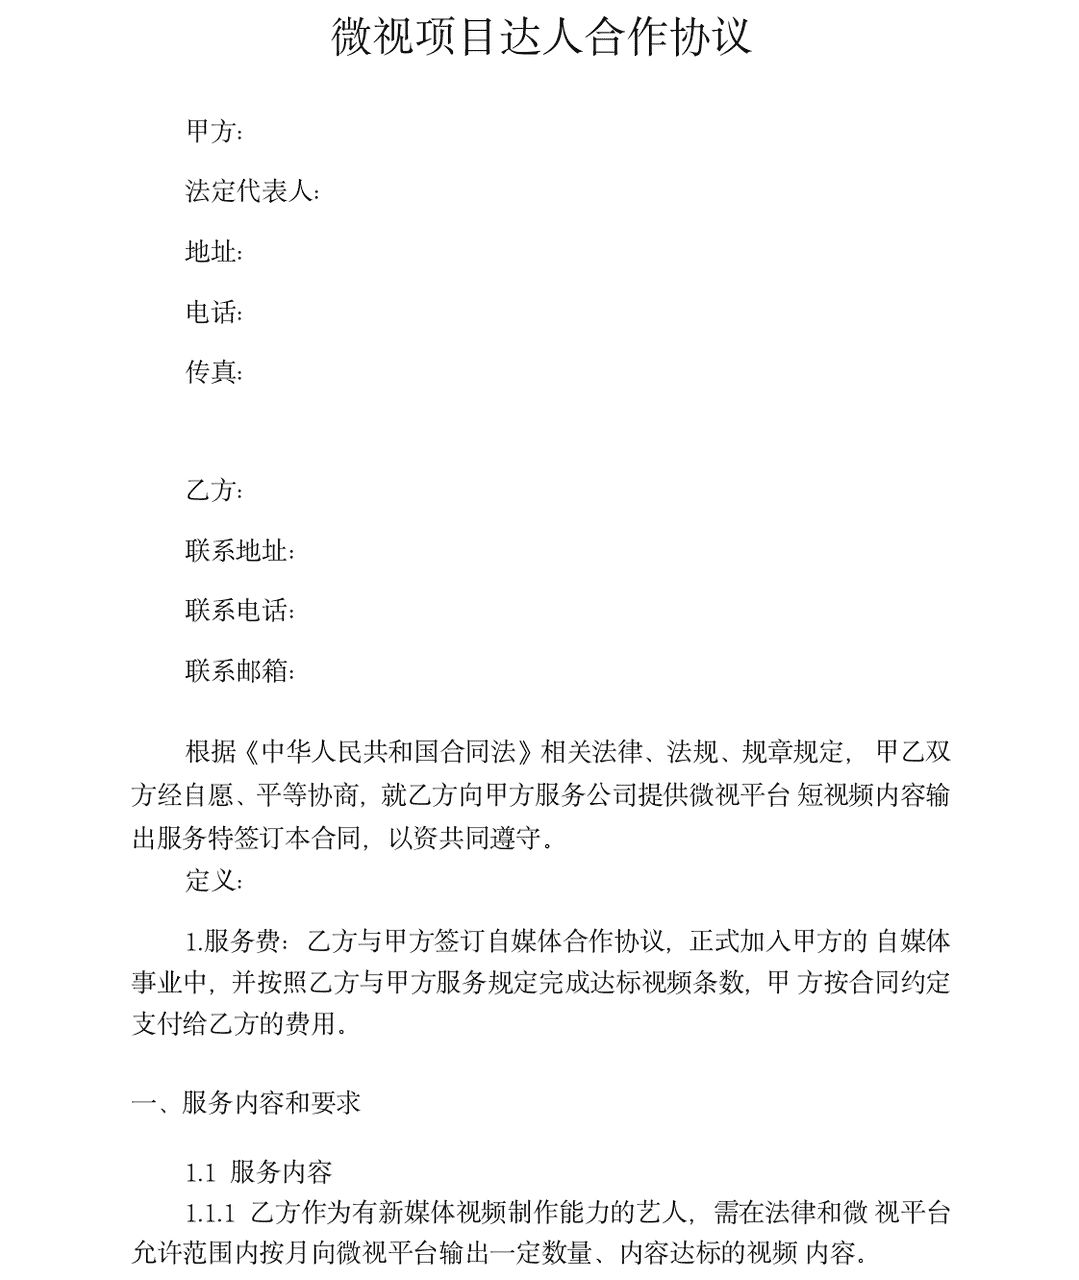 微视项目达人合作协议
甲方:
法定代表人:
地址:
电话:
传真:
乙方:
联系地址:
联系电话:
联系邮箱:
根据《中华人民共和国合同法》相关法律、法规、规章规定， 甲乙双
方经自愿、平等协商，就乙方向甲方服务公司提供微视平台 短视频内容输
出服务特签订本合同，以资共同遵守。
定义:
1.服务费：乙方与甲方签订自媒体合作协议，正式加入甲方的 自媒体
事业中，并按照乙方与甲方服务规定完成达标视频条数，甲 方按合同约定
支付给乙方的费用。
一、服务内容和要求
1.1 服务内容
1.1.1 乙方作为有新媒体视频制作能力的艺人，需在法律和微 视平台
允许范围内按月向微视平台输出一定数量、内容达标的视频 内容。